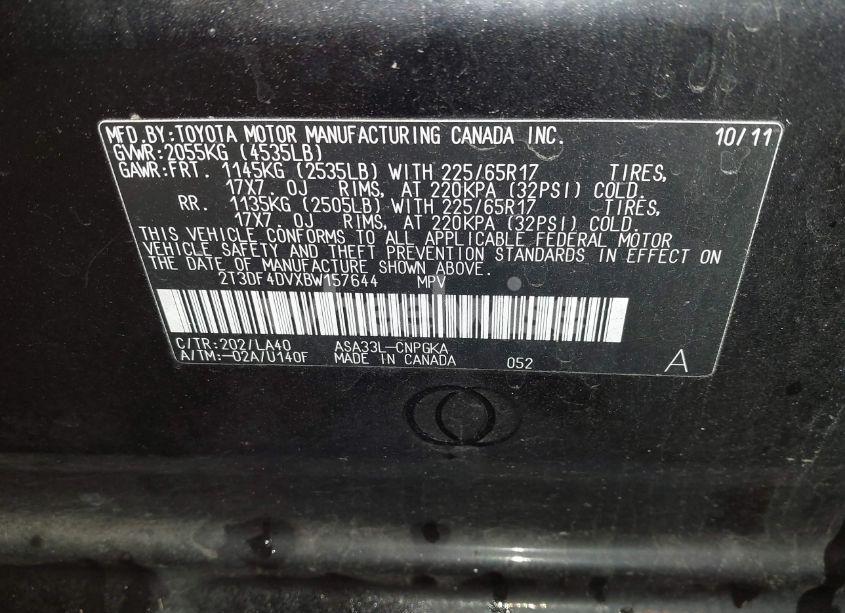 MFD.BY:TOYOTA MOTOR MANUFACTURING CANADA INC. 10/11
GVWR:2055KG (4535LB)
GAWR:FRT. 1145KG (2535LB) WITH 225/65R17 TIRES,
17X7.0J RIMS, AT 220KPA (32PSI) COLD.
RR. 1135KG (2505LB) WITH 225/65R17 TIRES,
17X7.0J RIMS, AT 220KPA (32PSI) COLD.
THIS VEHICLE CONFORMS TO ALL APPLICABLE FEDERAL MOTOR
VEHICLE SAFETY AND THEFT PREVENTION STANDARDS IN EFFECT ON
THE DATE OF MANUFACTURE SHOWN ABOVE.
2T3DF4DVXBW157644 MPV
C/TR:202/LA40 ASA33L-CNPGKA
A/TM:-02A/U140F MADE IN CANADA 052 A